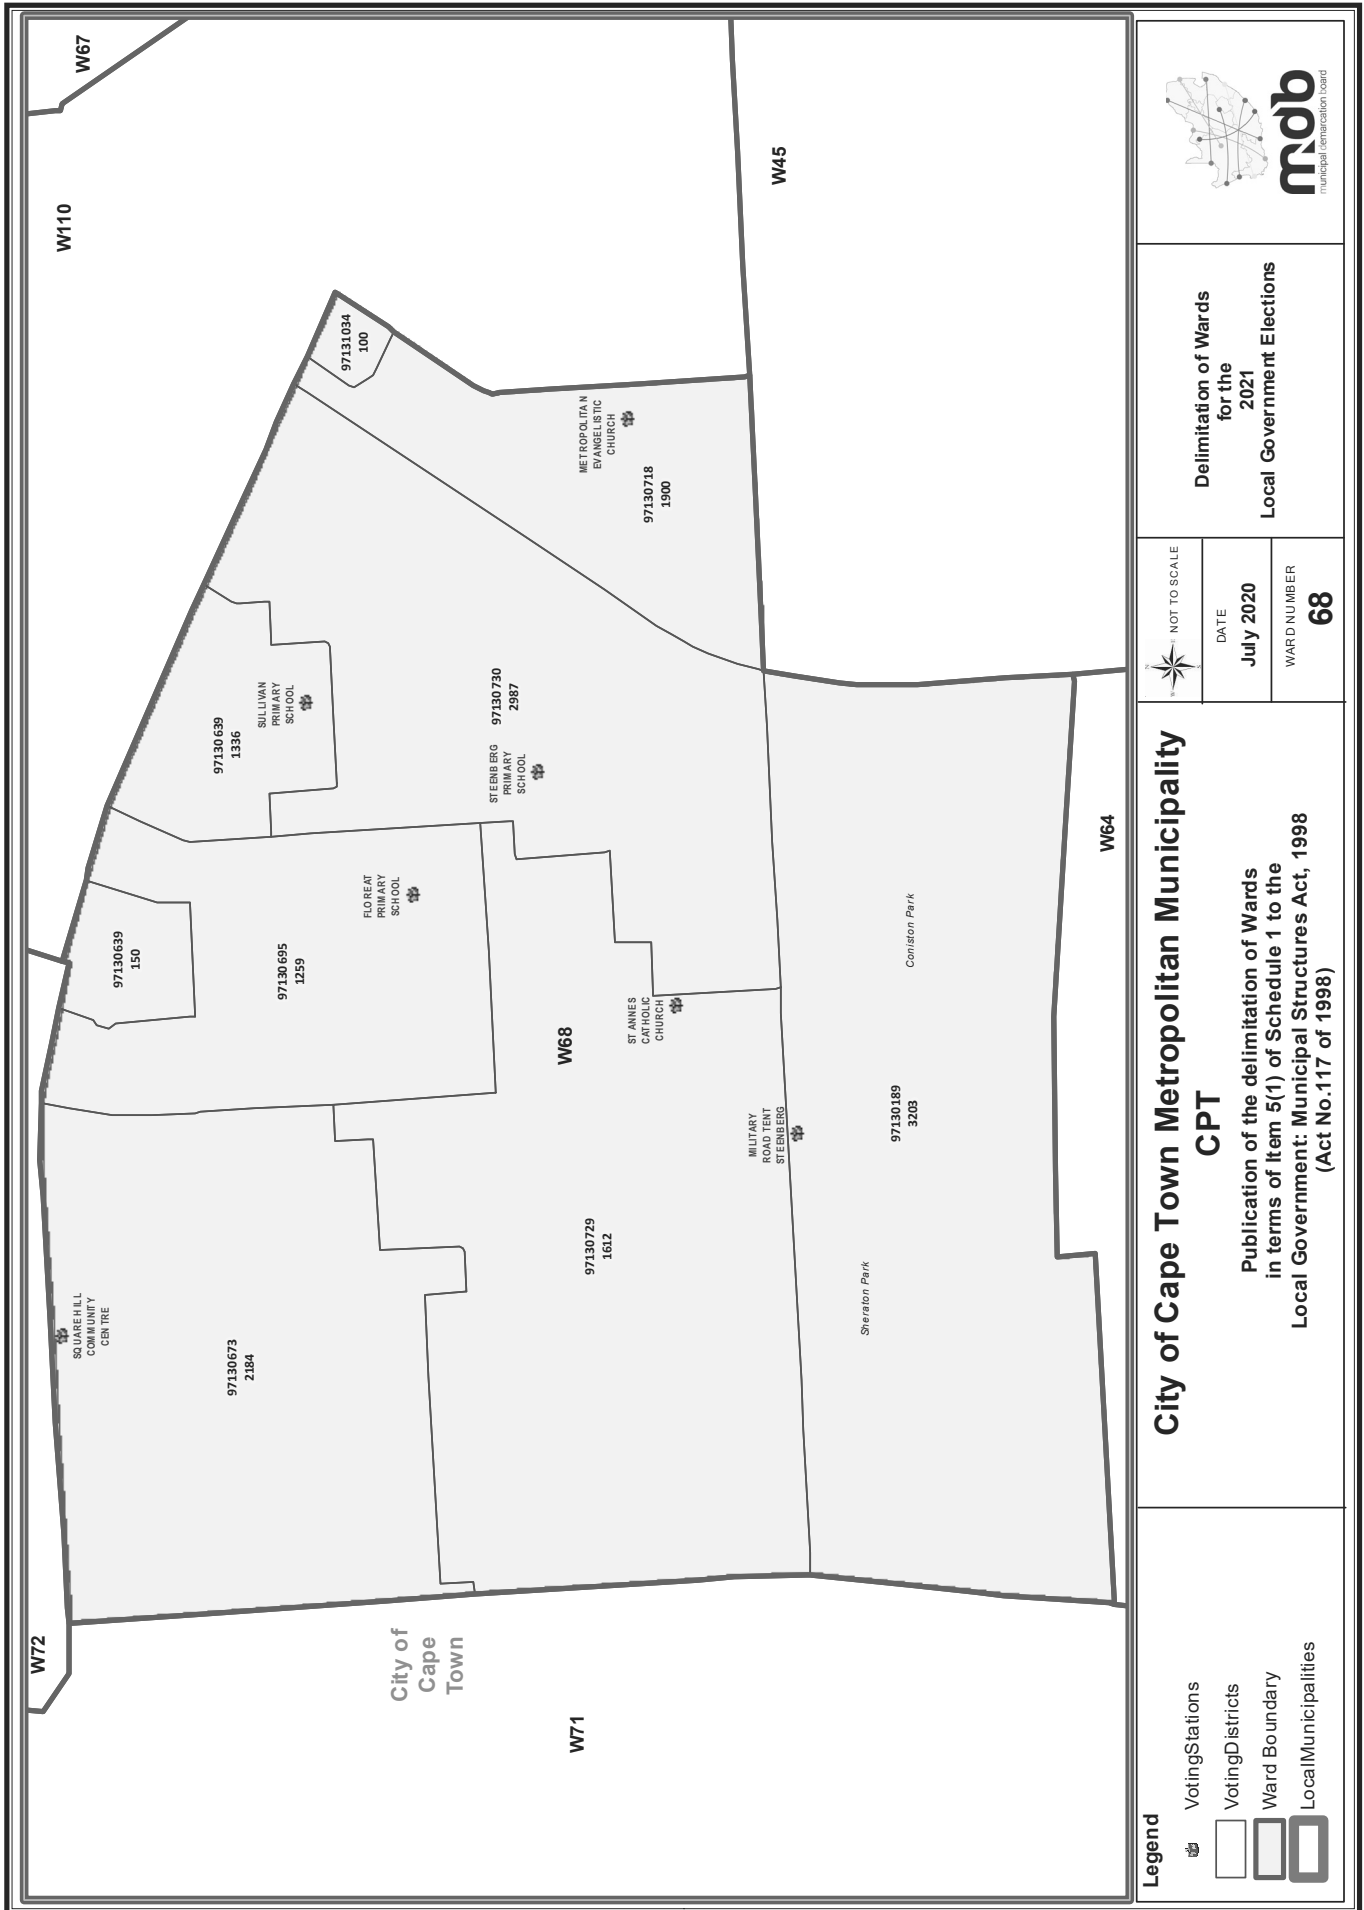 W67
W110
W45
97131034
100
METROPOLITAN
EVANGELISTIC
CHURCH
97130718
1900
SULLIVAN
PRIMARY
SCHOOL
97130639
1336
97130730
2987
STEENBERG
PRIMARY
SCHOOL
FLOREAT
PRIMARY
SCHOOL
97130639
150
97130695
1259
W68
ST ANNES
CATHOLIC
CHURCH
Coniston Park
W64
MILITARY
ROAD TENT
STEENBERG
97130189
3203
97130729
1612
Sheraton Park
SQUAREHILL
COMMUNITY
CENTRE
97130673
2184
W72
City of
Cape
Town
W71
Legend
VotingStations
VotingDistricts
Ward Boundary
LocalMunicipalities
City of Cape Town Metropolitan Municipality
CPT
Publication of the delimitation of Wards
in terms of Item 5(1) of Schedule 1 to the
Local Government: Municipal Structures Act, 1998
(Act No.117 of 1998)
N
E
S
W
NOT TO SCALE
DATE
July 2020
WARD NUMBER
68
Delimitation of Wards
for the
2021
Local Government Elections
mdb
municipal demarcation board